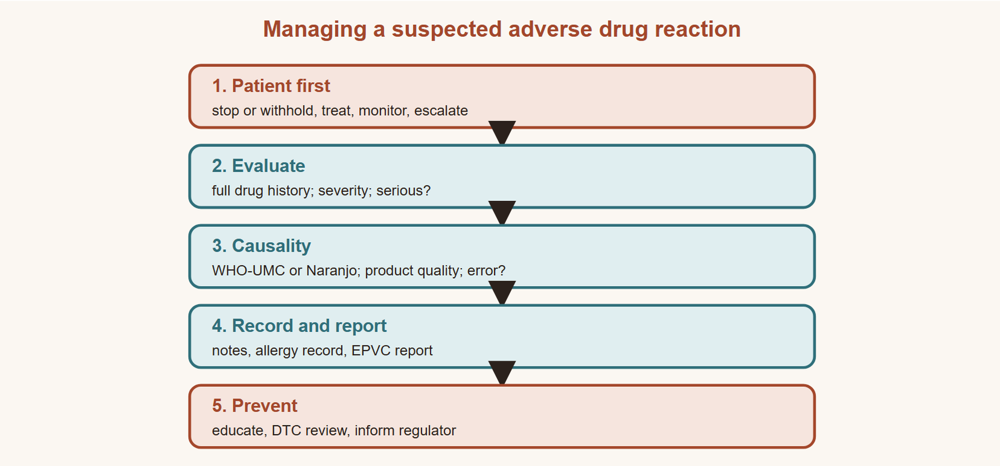 Managing a suspected adverse drug reaction
1. Patient first
stop or withhold, treat, monitor, escalate
2. Evaluate
full drug history; severity; serious?
3. Causality
WHO-UMC or Naranjo; product quality; error?
4. Record and report
notes, allergy record, EPVC report
5. Prevent
educate, DTC review, inform regulator